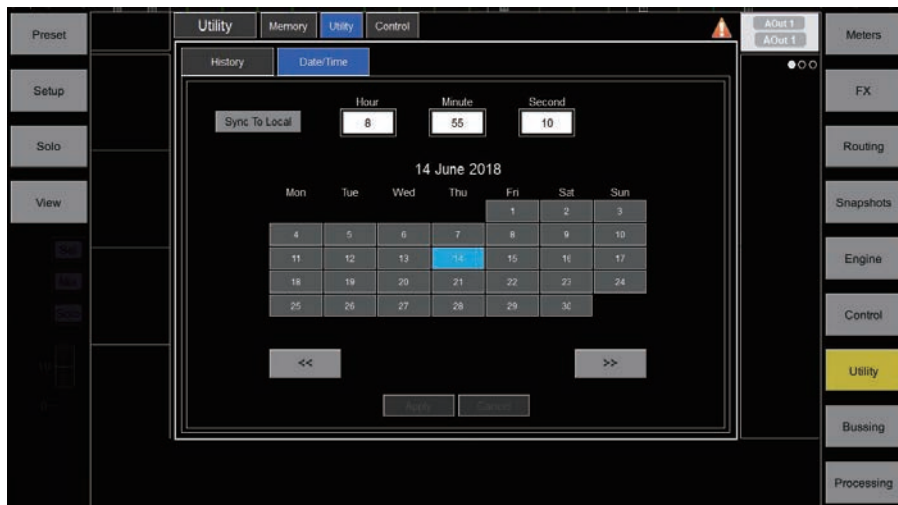 Preset
Setup
Solo
View
Utility
Memory
Utility
Control
AOut 1
AOut 1
History
Date/Time
Hour
Minute
Second
Sync To Local
8
55
10
14 June 2018
Mon Tue Wed Thu Fri Sat Sun
1 2 3
4 5 6 7 8 9 10
11 12 13 14 15 16 17
18 19 20 21 22 23 24
25 26 27 28 29 30
<<
>>
Apply
Cancel
Meters
FX
Routing
Snapshots
Engine
Control
Utility
Bussing
Processing